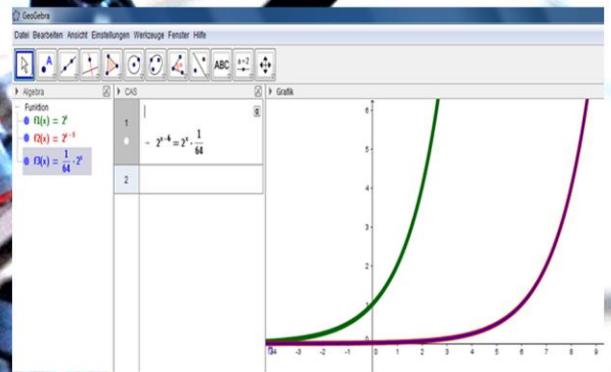 GeoGebra
Datei Bearbeiten Ansicht Einstellungen Werkzeuge Fenster Hilfe
ABC a=2
Algebra
CAS
Grafik
Funktion
f1(x) = 2^x
f3(x) = 1/64 · 2^x
1
→ 2^(x-6) = 2^x · 1/64
2
6
5
4
3
2
1
0
-3 -2 -1 0 1 2 3 4 5 6 7 8 9